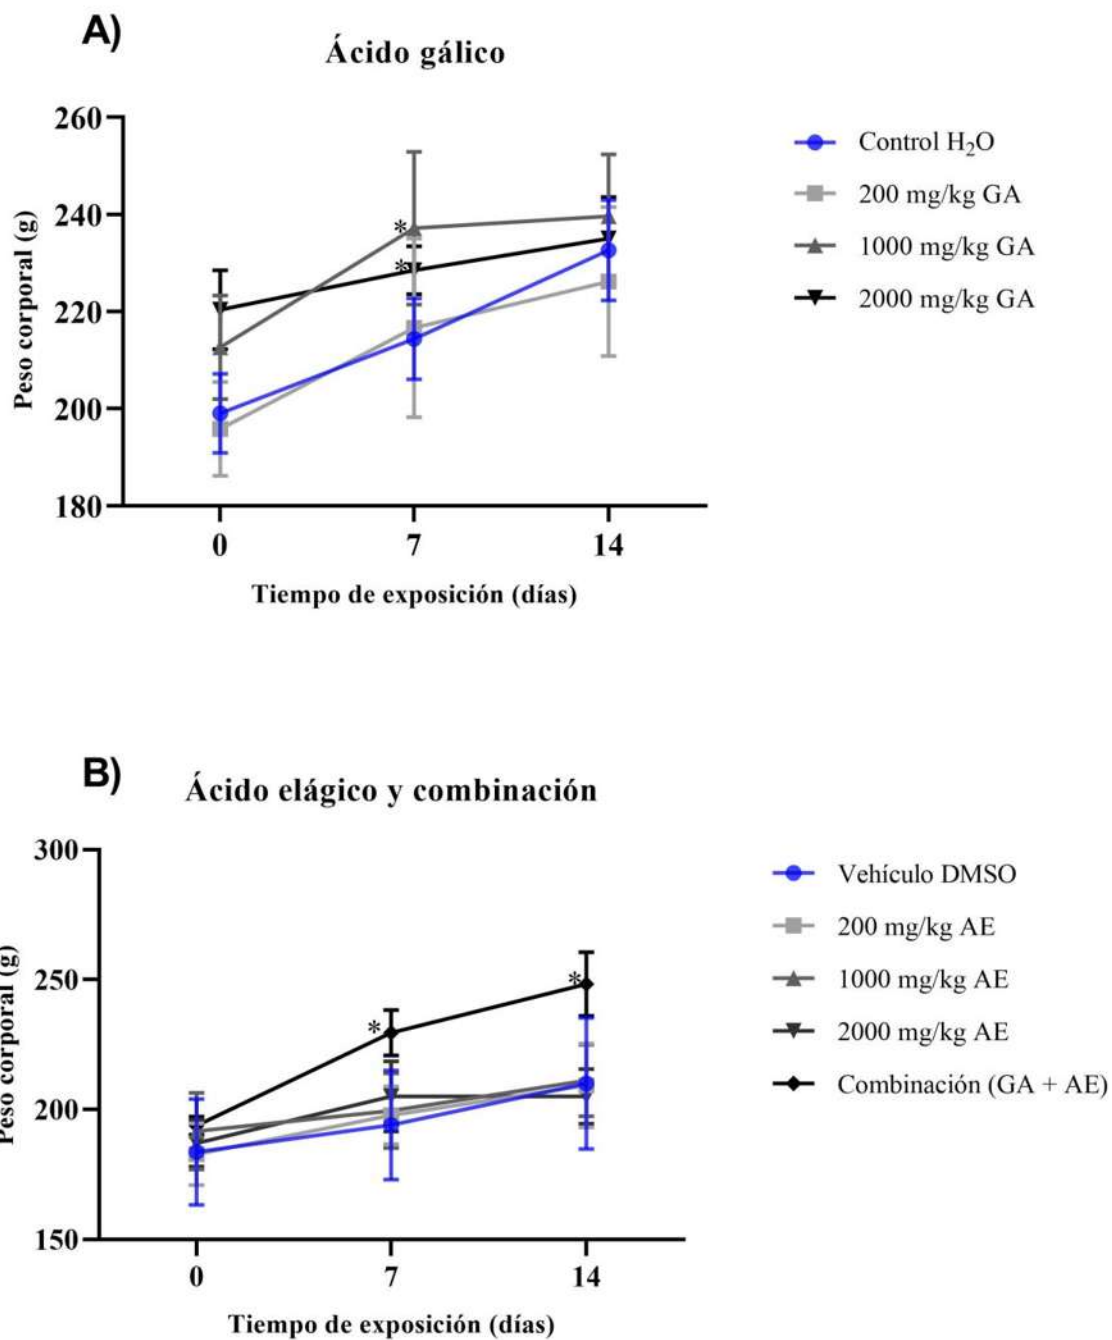 A)
Ácido gálico
260
240
220
200
180
Peso corporal (g)
0 7 14
Tiempo de exposición (días)
Control H₂O
200 mg/kg GA
1000 mg/kg GA
2000 mg/kg GA
*
*
B)
Ácido elágico y combinación
300
250
200
150
Peso corporal (g)
0 7 14
Tiempo de exposición (días)
Vehículo DMSO
200 mg/kg AE
1000 mg/kg AE
2000 mg/kg AE
Combinación (GA + AE)
*
*